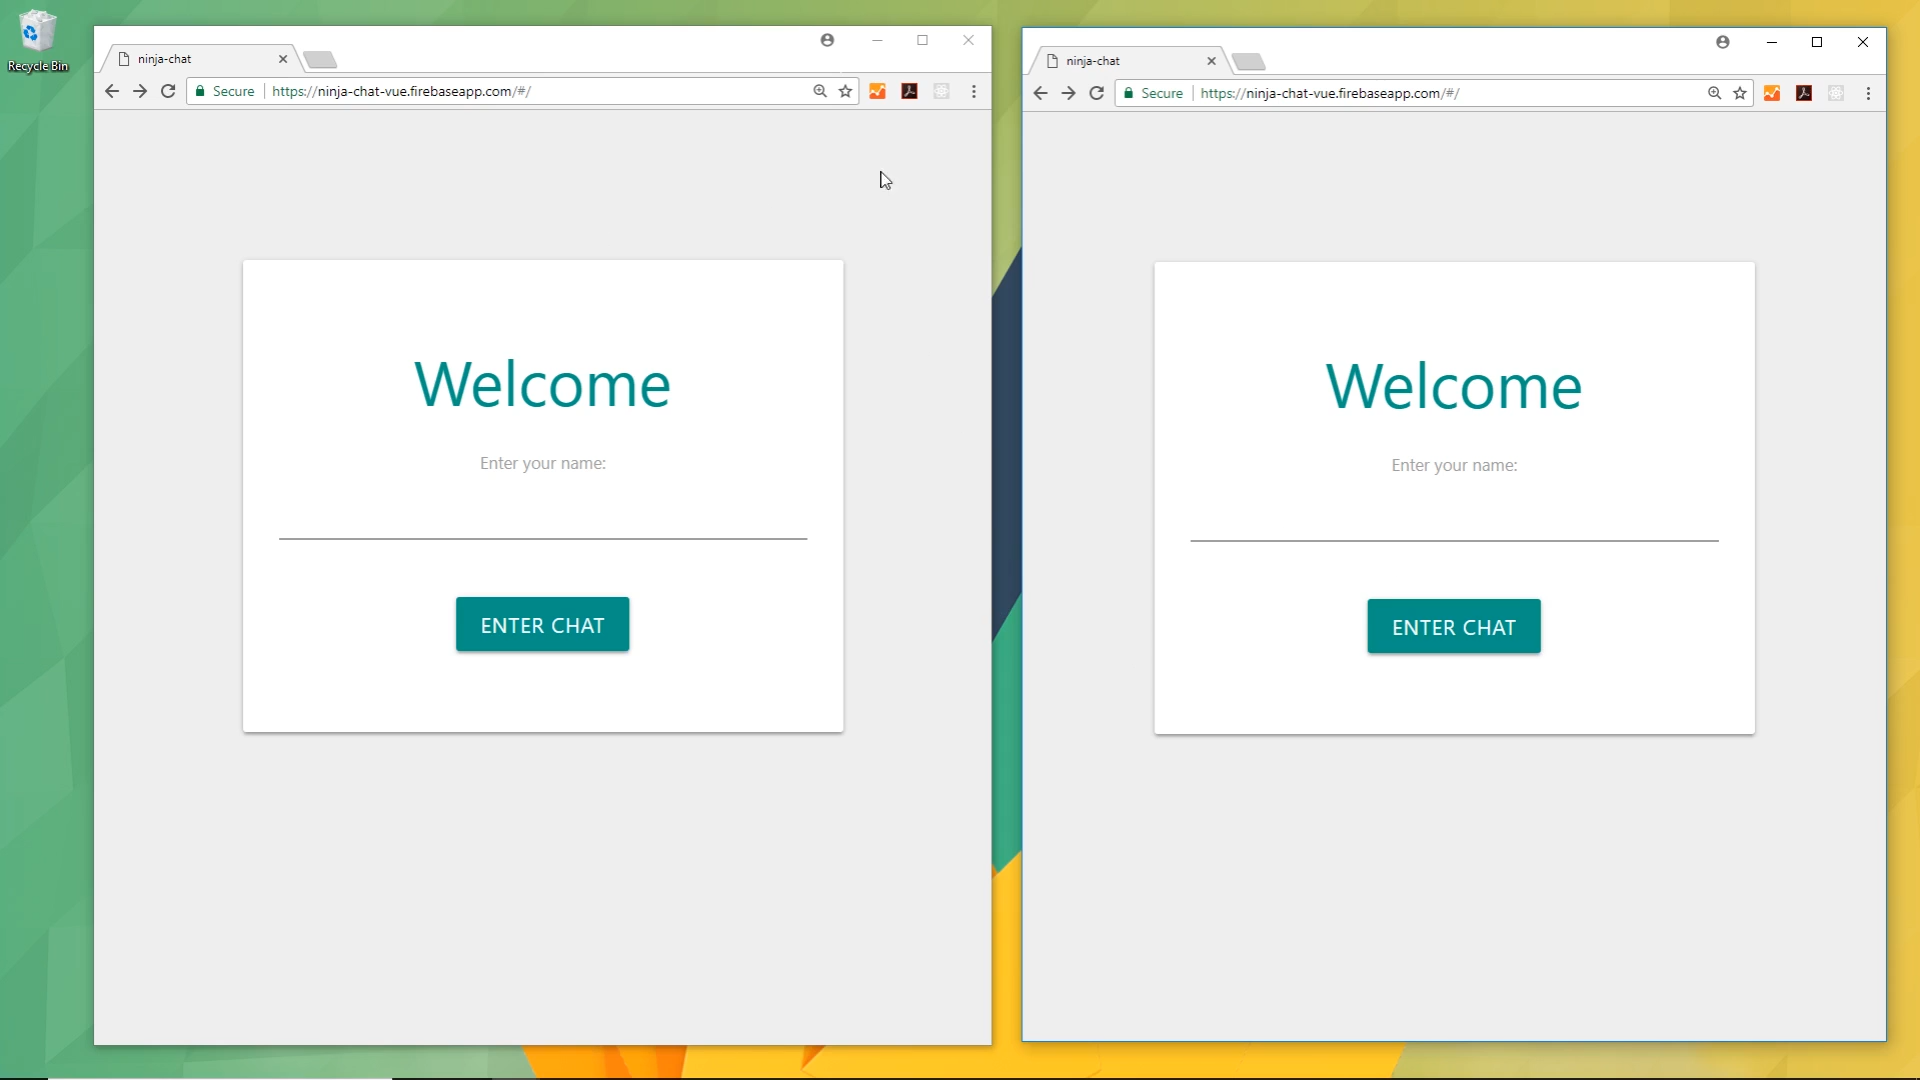 Recycle Bin
ninja-chat
Secure
https://ninja-chat-vue.firebaseapp.com/#/
Welcome
Enter your name:
ENTER CHAT
ninja-chat
Secure
https://ninja-chat-vue.firebaseapp.com/#/
Welcome
Enter your name:
ENTER CHAT